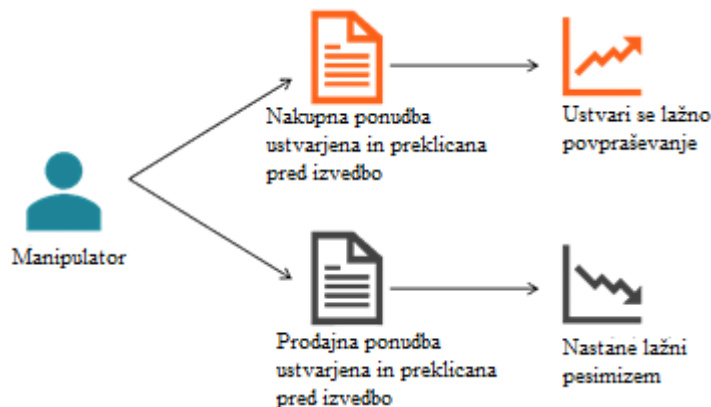 Nakupna ponudba
ustvarjena in preklicana
pred izvedbo
Ustvari se lažno
povpraševanje
Manipulator
Prodajna ponudba
ustvarjena in preklicana
pred izvedbo
Nastane lažni
pesimizem